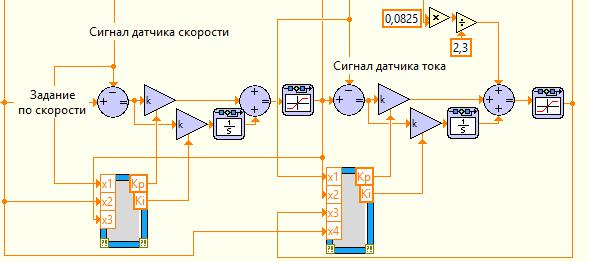 0,0825
×
÷
2,3
Сигнал датчика скорости
Сигнал датчика тока
Задание
по скорости
− + =
k
k
1
S
+ + =
− + =
k
k
1
S
+ + =
x1 Kp
x2 Ki
x3
x1 Kp
x2 Ki
x3
x4